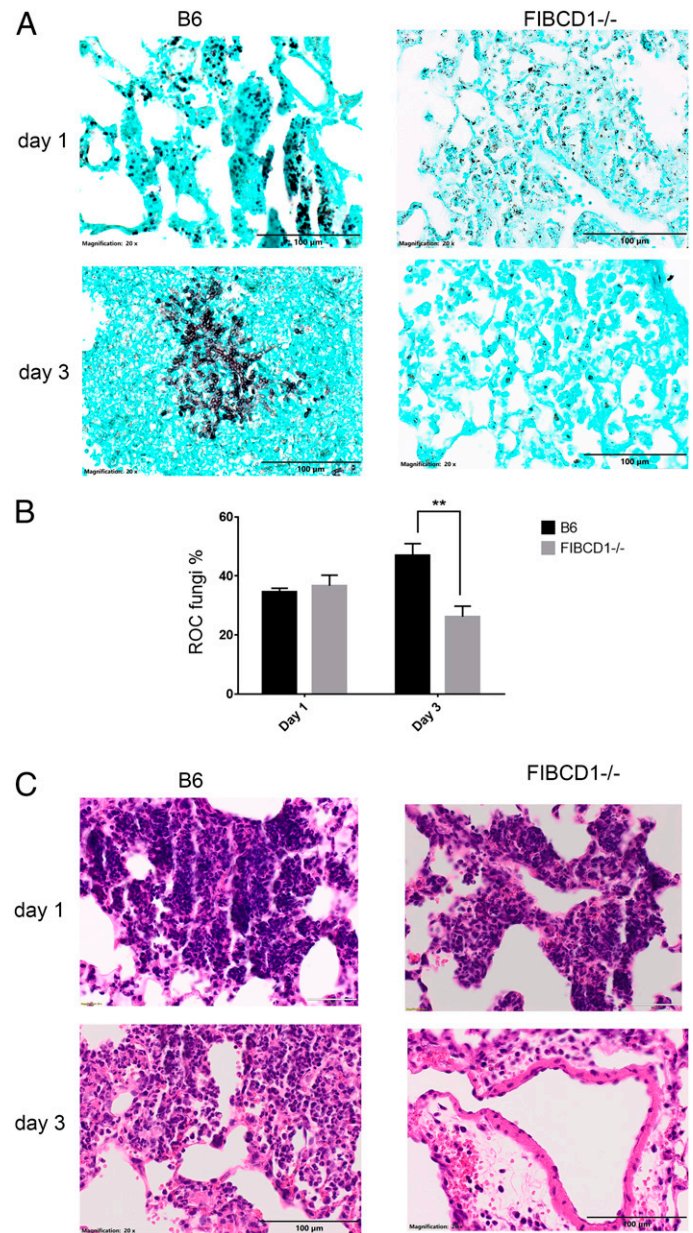 A
B6
FIBCD1-/-
day 1
Magnification: 20 x
100 µm
Magnification: 20 x
100 µm
day 3
Magnification: 20 x
100 µm
Magnification: 20 x
100 µm
B
ROC fungi %
60
40
20
0
**
B6
FIBCD1-/-
Day 1
Day 3
C
B6
FIBCD1-/-
day 1
day 3
Magnification: 20 x
100 µm
Magnification: 20 x
100 µm